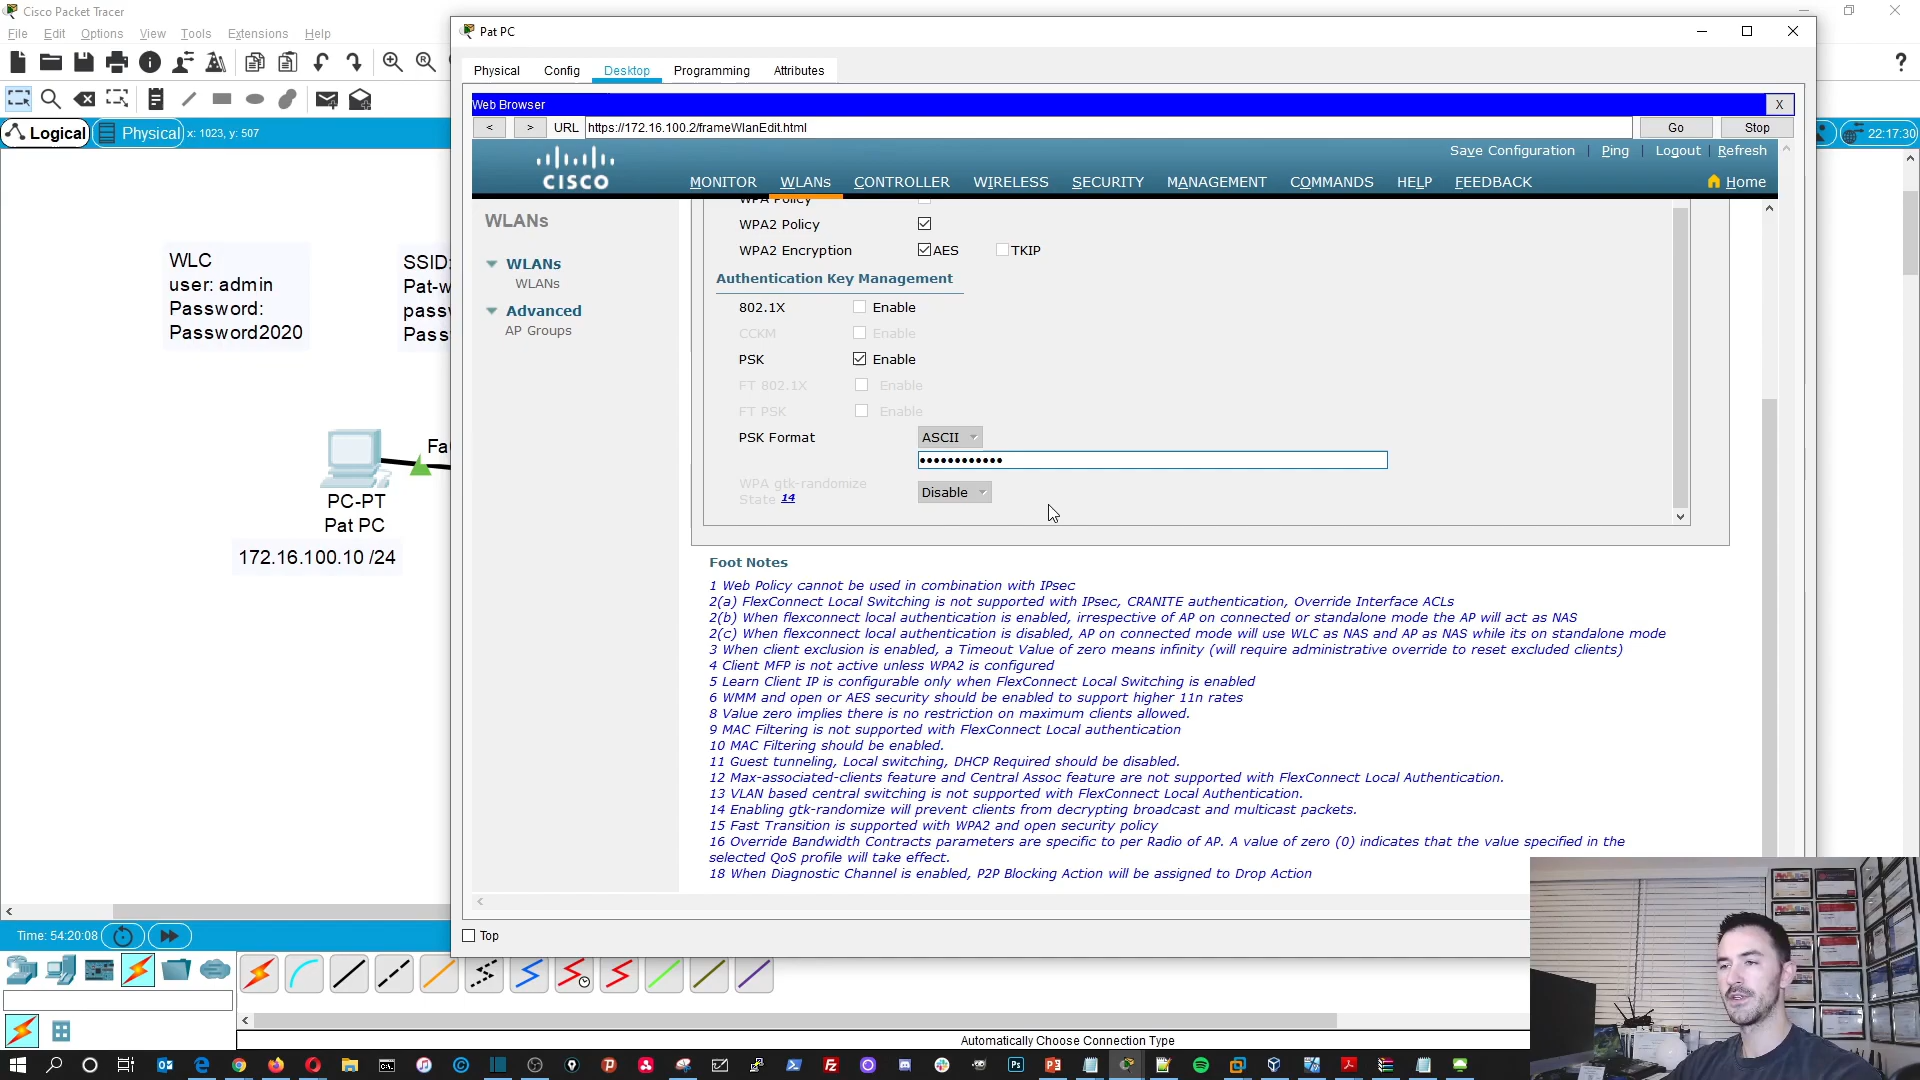 Cisco Packet Tracer
File Edit Options View Tools Extensions Help
Logical
Physical
x: 1023, y: 507
22:17:30
WLC
user: admin
Password:
Password2020
SSID:
Pat-w
passw
Passw
Fa
PC-PT
Pat PC
172.16.100.10 /24
Pat PC
Physical Config Desktop Programming Attributes
Web Browser
X
< > URL https://172.16.100.2/frameWlanEdit.html Go Stop
Save Configuration | Ping | Logout | Refresh
CISCO
MONITOR WLANs CONTROLLER WIRELESS SECURITY MANAGEMENT COMMANDS HELP FEEDBACK Home
WLANs
WLANs
WLANs
Advanced
AP Groups
WPA Policy
WPA2 Policy
WPA2 Encryption AES TKIP
Authentication Key Management
802.1X Enable
CCKM Enable
PSK Enable
FT 802.1X Enable
FT PSK Enable
PSK Format ASCII
••••••••••••
WPA gtk-randomize
State 14 Disable
Foot Notes
1 Web Policy cannot be used in combination with IPsec
2(a) FlexConnect Local Switching is not supported with IPsec, CRANITE authentication, Override Interface ACLs
2(b) When flexconnect local authentication is enabled, irrespective of AP on connected or standalone mode the AP will act as NAS
2(c) When flexconnect local authentication is disabled, AP on connected mode will use WLC as NAS and AP as NAS while its on standalone mode
3 When client exclusion is enabled, a Timeout Value of zero means infinity (will require administrative override to reset excluded clients)
4 Client MFP is not active unless WPA2 is configured
5 Learn Client IP is configurable only when FlexConnect Local Switching is enabled
6 WMM and open or AES security should be enabled to support higher 11n rates
8 Value zero implies there is no restriction on maximum clients allowed.
9 MAC Filtering is not supported with FlexConnect Local authentication
10 MAC Filtering should be enabled.
11 Guest tunneling, Local switching, DHCP Required should be disabled.
12 Max-associated-clients feature and Central Assoc feature are not supported with FlexConnect Local Authentication.
13 VLAN based central switching is not supported with FlexConnect Local Authentication.
14 Enabling gtk-randomize will prevent clients from decrypting broadcast and multicast packets.
15 Fast Transition is supported with WPA2 and open security policy
16 Override Bandwidth Contracts parameters are specific to per Radio of AP. A value of zero (0) indicates that the value specified in the
selected QoS profile will take effect.
18 When Diagnostic Channel is enabled, P2P Blocking Action will be assigned to Drop Action
Top
Time: 54:20:08
Automatically Choose Connection Type